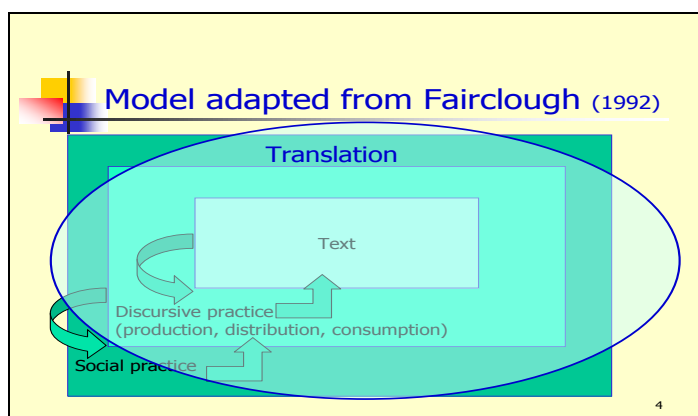 Model adapted from Fairclough (1992)
Translation
Text
Discursive practice
(production, distribution, consumption)
Social practice
4